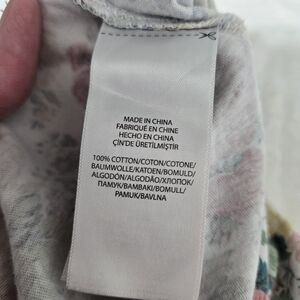 MADE IN CHINA
FABRIQUÉ EN CHINE
HECHO EN CHINA
ÇİN'DE ÜRETİLMİŞTİR
100% COTTON/COTON/COTONE/
BAUMWOLLE/KATOEN/BOMULD/
ALGODÓN/ALGODÃO/ХЛОПОК/
ПАМУК/BAMBAKI/BOMULL/
PAMUK/BAVLNA